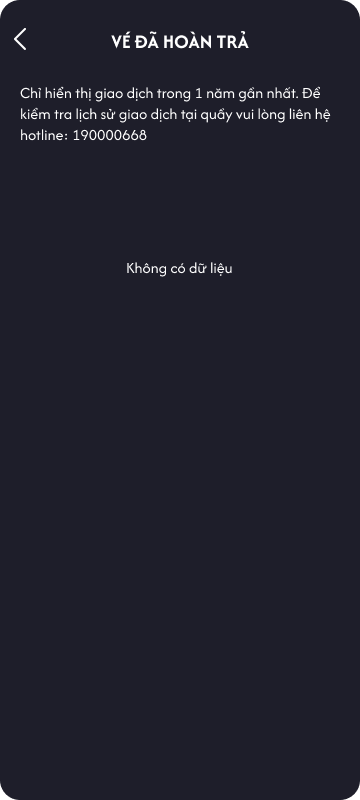 VÉ ĐÃ HOÀN TRẢ
Chỉ hiển thị giao dịch trong 1 năm gần nhất. Để
kiểm tra lịch sử giao dịch tại quầy vui lòng liên hệ
hotline: 190000668
Không có dữ liệu